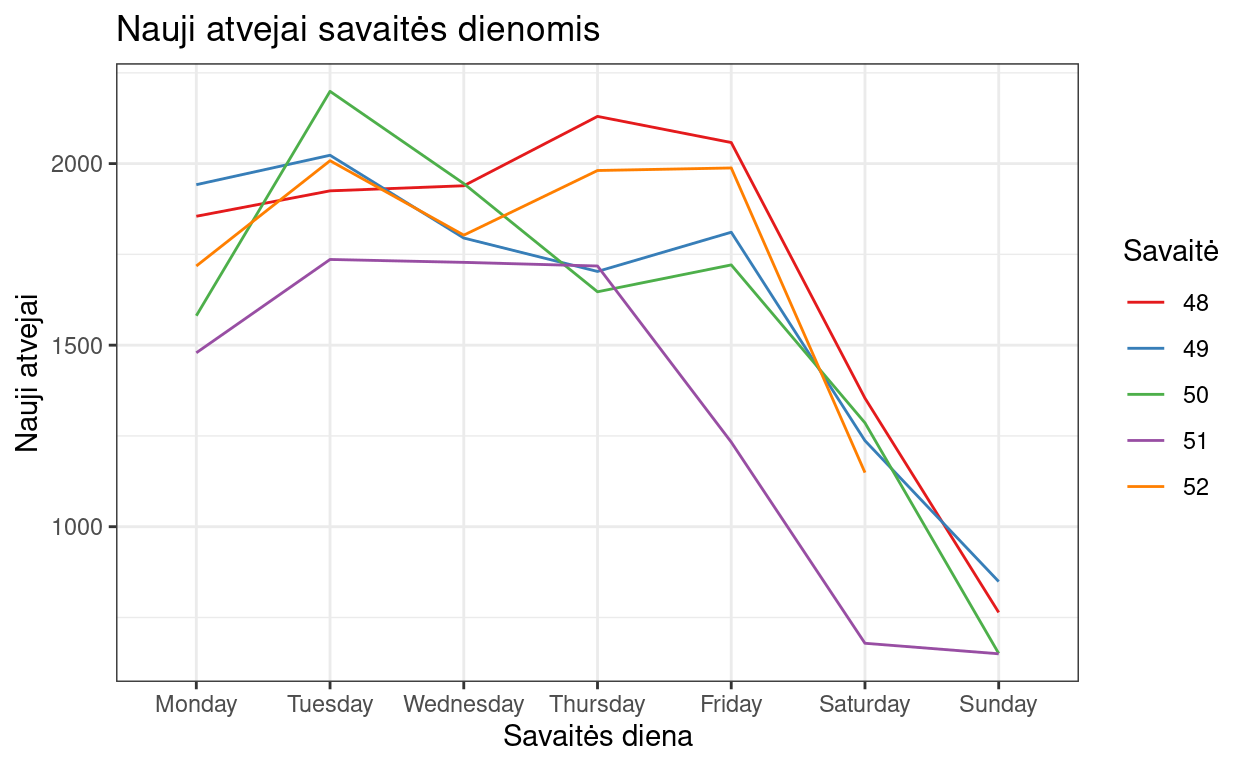 Nauji atvejai savaitės dienomis
Nauji atvejai
2000
1500
1000
Monday Tuesday Wednesday Thursday Friday Saturday Sunday
Savaitės diena
Savaitė
48
49
50
51
52